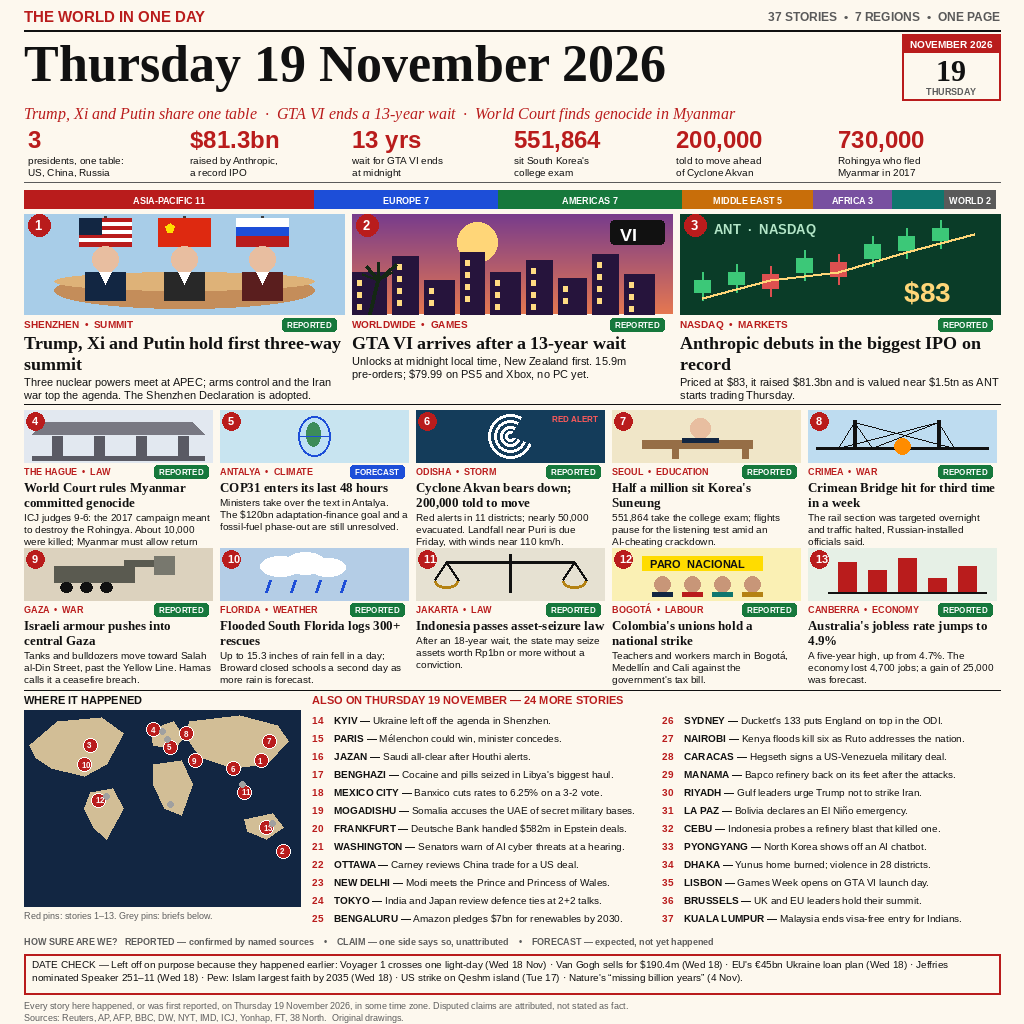 THE WORLD IN ONE DAY
37 STORIES • 7 REGIONS • ONE PAGE
Thursday 19 November 2026
NOVEMBER 2026
19
THURSDAY
Trump, Xi and Putin share one table · GTA VI ends a 13-year wait · World Court finds genocide in Myanmar
3
presidents, one table:
US, China, Russia
$81.3bn
raised by Anthropic,
a record IPO
13 yrs
wait for GTA VI ends
at midnight
551,864
sit South Korea's
college exam
200,000
told to move ahead
of Cyclone Akvan
730,000
Rohingya who fled
Myanmar in 2017
ASIA-PACIFIC 11
EUROPE 7
AMERICAS 7
MIDDLE EAST 5
AFRICA 3
WORLD 2
1
SHENZHEN • SUMMIT
REPORTED
Trump, Xi and Putin hold first three-way
summit
Three nuclear powers meet at APEC; arms control and the Iran
war top the agenda. The Shenzhen Declaration is adopted.
2
VI
WORLDWIDE • GAMES
REPORTED
GTA VI arrives after a 13-year wait
Unlocks at midnight local time, New Zealand first. 15.9m
pre-orders; $79.99 on PS5 and Xbox, no PC yet.
3
ANT · NASDAQ
$83
NASDAQ • MARKETS
REPORTED
Anthropic debuts in the biggest IPO on
record
Priced at $83, it raised $81.3bn and is valued near $1.5tn as ANT
starts trading Thursday.
4
THE HAGUE • LAW
REPORTED
World Court rules Myanmar
committed genocide
ICJ judges 9-6: the 2017 campaign meant
to destroy the Rohingya. About 10,000
were killed; Myanmar must allow return
5
ANTALYA • CLIMATE
FORECAST
COP31 enters its last 48 hours
Ministers take over the text in Antalya.
The $120bn adaptation-finance goal and a
fossil-fuel phase-out are still unresolved.
6
RED ALERT
ODISHA • STORM
REPORTED
Cyclone Akvan bears down;
200,000 told to move
Red alerts in 11 districts; nearly 50,000
evacuated. Landfall near Puri is due
Friday, with winds near 110 km/h.
7
SEOUL • EDUCATION
REPORTED
Half a million sit Korea's
Suneung
551,864 take the college exam; flights
pause for the listening test amid an
AI-cheating crackdown.
8
CRIMEA • WAR
REPORTED
Crimean Bridge hit for third time
in a week
The rail section was targeted overnight
and traffic halted, Russian-installed
officials said.
9
GAZA • WAR
REPORTED
Israeli armour pushes into
central Gaza
Tanks and bulldozers move toward Salah
al-Din Street, past the Yellow Line. Hamas
calls it a ceasefire breach.
10
FLORIDA • WEATHER
REPORTED
Flooded South Florida logs 300+
rescues
Up to 15.3 inches of rain fell in a day;
Broward closed schools a second day as
more rain is forecast.
11
JAKARTA • LAW
REPORTED
Indonesia passes asset-seizure law
After an 18-year wait, the state may seize
assets worth Rp1bn or more without a
conviction.
12
PARO NACIONAL
BOGOTÁ • LABOUR
REPORTED
Colombia's unions hold a
national strike
Teachers and workers march in Bogotá,
Medellín and Cali against the
government's tax bill.
13
CANBERRA • ECONOMY
REPORTED
Australia's jobless rate jumps to
4.9%
A five-year high, up from 4.7%. The
economy lost 4,700 jobs; a gain of 25,000
was forecast.
WHERE IT HAPPENED
3
10
12
4
5
8
9
6
7
1
11
13
2
Red pins: stories 1–13. Grey pins: briefs below.
ALSO ON THURSDAY 19 NOVEMBER — 24 MORE STORIES
14 KYIV — Ukraine left off the agenda in Shenzhen.
15 PARIS — Mélenchon could win, minister concedes.
16 JAZAN — Saudi all-clear after Houthi alerts.
17 BENGHAZI — Cocaine and pills seized in Libya's biggest haul.
18 MEXICO CITY — Banxico cuts rates to 6.25% on a 3-2 vote.
19 MOGADISHU — Somalia accuses the UAE of secret military bases.
20 FRANKFURT — Deutsche Bank handled $582m in Epstein deals.
21 WASHINGTON — Senators warn of AI cyber threats at a hearing.
22 OTTAWA — Carney reviews China trade for a US deal.
23 NEW DELHI — Modi meets the Prince and Princess of Wales.
24 TOKYO — India and Japan review defence ties at 2+2 talks.
25 BENGALURU — Amazon pledges $7bn for renewables by 2030.
26 SYDNEY — Duckett's 133 puts England on top in the ODI.
27 NAIROBI — Kenya floods kill six as Ruto addresses the nation.
28 CARACAS — Hegseth signs a US-Venezuela military deal.
29 MANAMA — Bapco refinery back on its feet after the attacks.
30 RIYADH — Gulf leaders urge Trump not to strike Iran.
31 LA PAZ — Bolivia declares an El Niño emergency.
32 CEBU — Indonesia probes a refinery blast that killed one.
33 PYONGYANG — North Korea shows off an AI chatbot.
34 DHAKA — Yunus home burned; violence in 28 districts.
35 LISBON — Games Week opens on GTA VI launch day.
36 BRUSSELS — UK and EU leaders hold their summit.
37 KUALA LUMPUR — Malaysia ends visa-free entry for Indians.
HOW SURE ARE WE? REPORTED — confirmed by named sources • CLAIM — one side says so, unattributed • FORECAST — expected, not yet happened
DATE CHECK — Left off on purpose because they happened earlier: Voyager 1 crosses one light-day (Wed 18 Nov) · Van Gogh sells for $190.4m (Wed 18) · EU's €45bn Ukraine loan plan (Wed 18) · Jeffries
nominated Speaker 251–11 (Wed 18) · Pew: Islam largest faith by 2035 (Wed 18) · US strike on Qeshm island (Tue 17) · Nature's “missing billion years” (4 Nov).
Every story here happened, or was first reported, on Thursday 19 November 2026, in some time zone. Disputed claims are attributed, not stated as fact.
Sources: Reuters, AP, AFP, BBC, DW, NYT, IMD, ICJ, Yonhap, FT, 38 North. Original drawings.